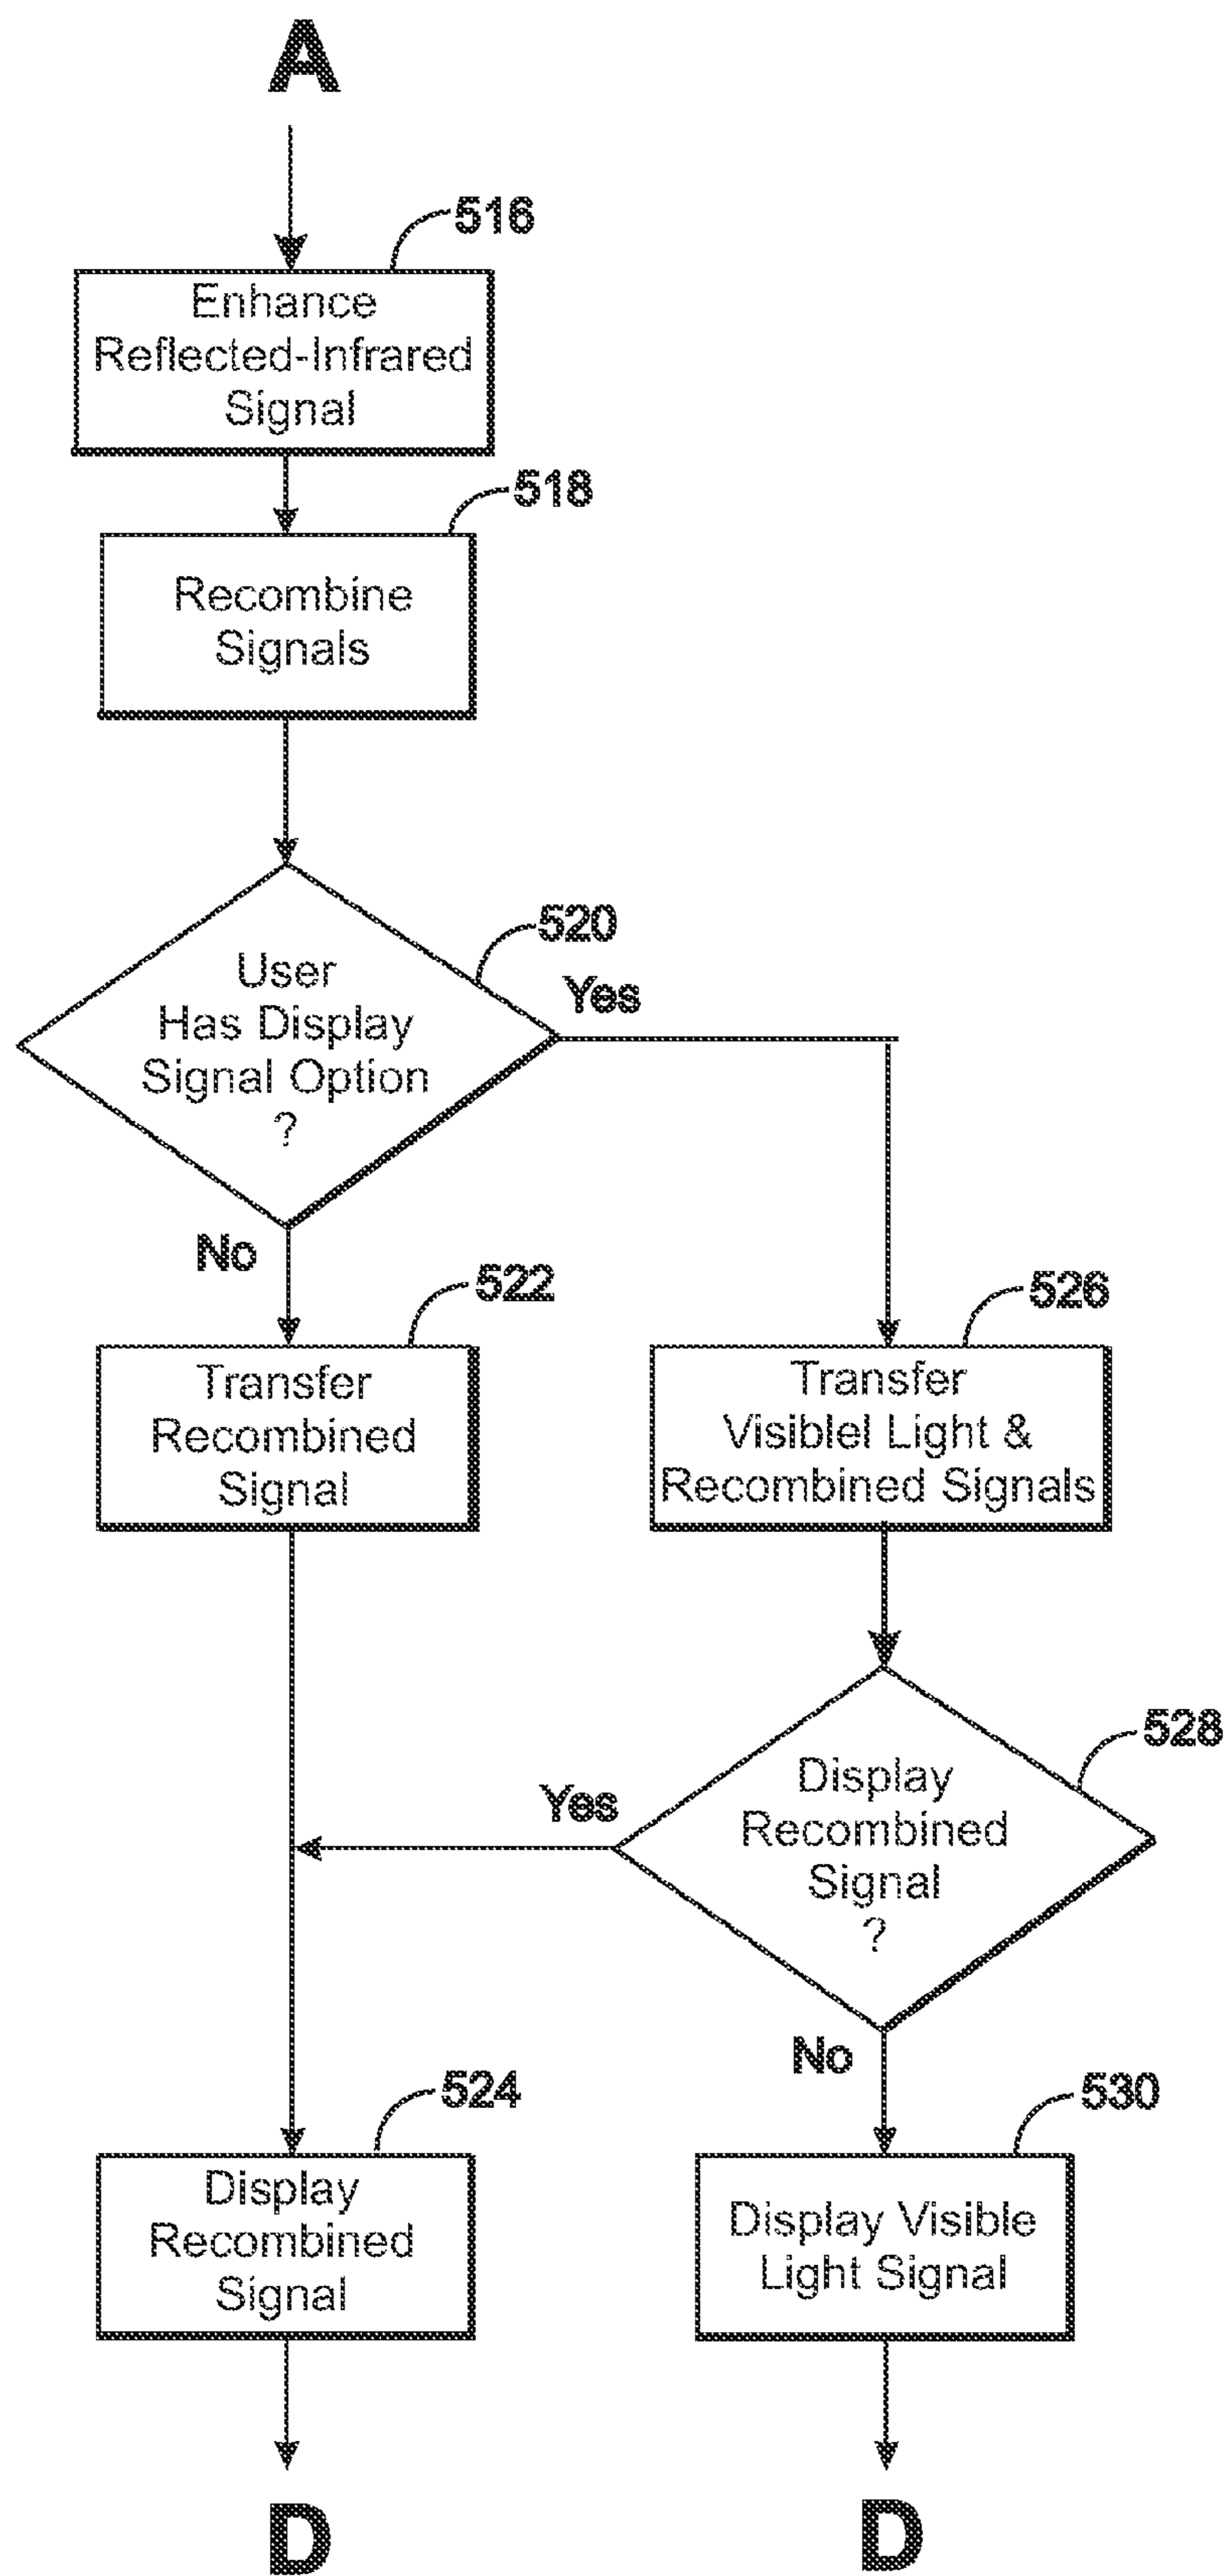 A
516
Enhance
Reflected-Infrared
Signal
518
Recombine
Signals
520
User
Has Display
Signal Option
?
Yes
No
522
Transfer
Recombined
Signal
526
Transfer
Visiblel Light &
Recombined Signals
528
Display
Recombined
Signal
?
Yes
No
524
Display
Recombined
Signal
530
Display Visible
Light Signal
D
D